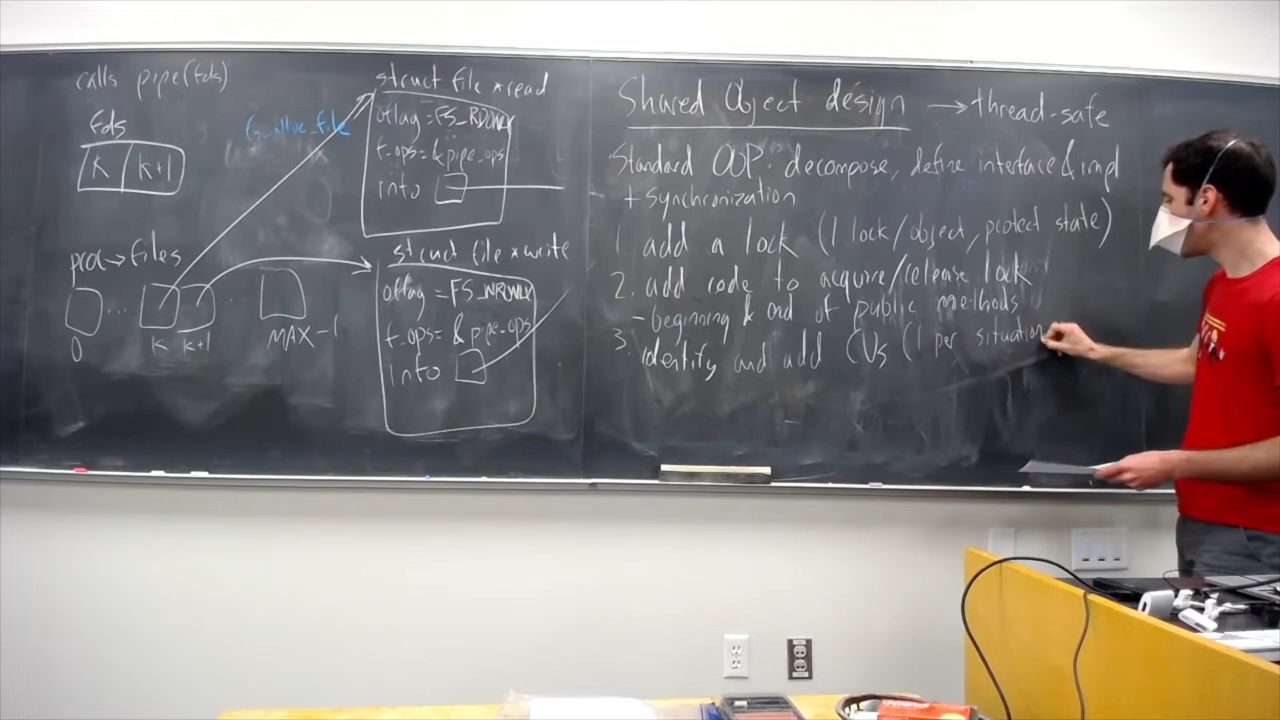 calls pipe(fds)
fds
k k+1
fs_alloc_file
proc → files
0 ... k k+1 ... MAX-1
struct file *read
oflag = FS_RDONLY
f_ops = & pipe_ops
info
struct file *write
oflag = FS_WRONLY
f_ops = & pipe_ops
info
Shared Object design → thread-safe
Standard OOP: decompose, define interface & impl
+ synchronization
1. add a lock (1 lock/object, protect state)
2. add code to acquire/release lock
- beginning & end of public methods
3. identify and add CVs (1 per situation